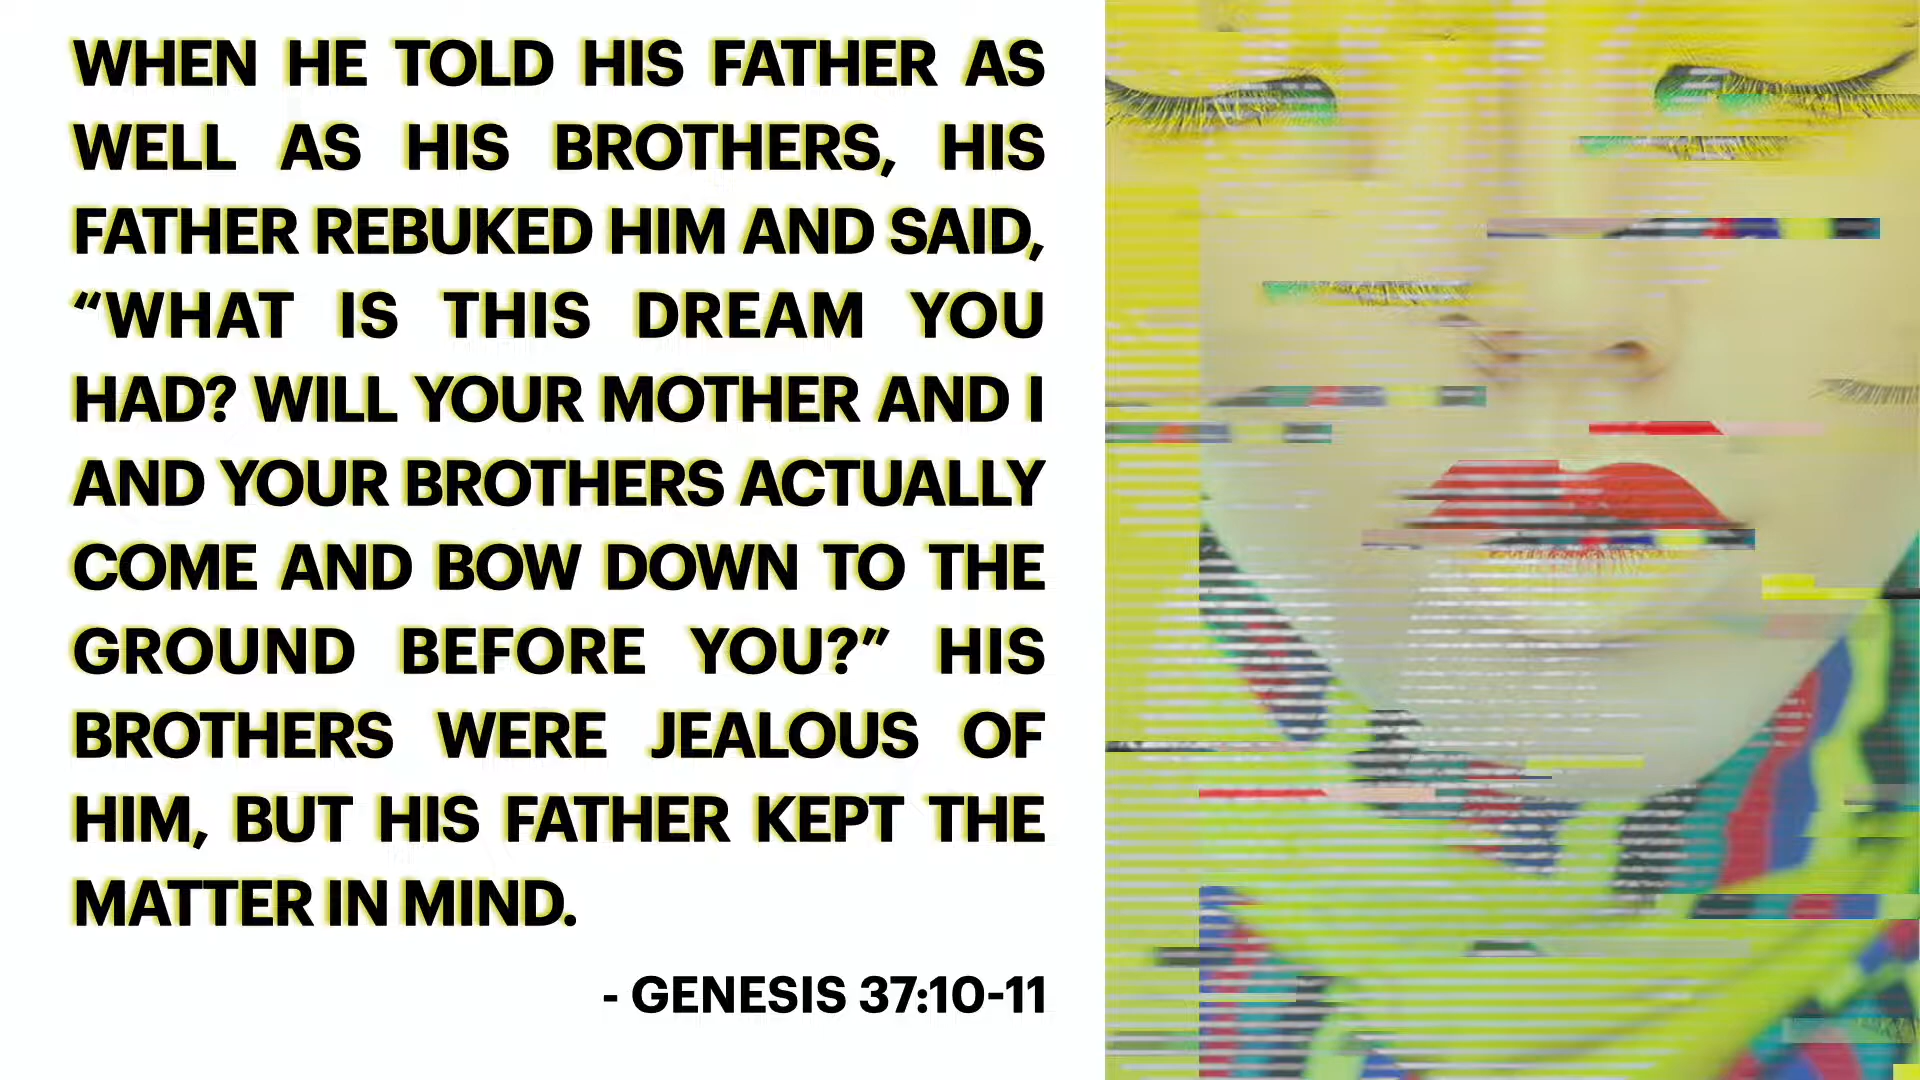 WHEN HE TOLD HIS FATHER AS
WELL AS HIS BROTHERS, HIS
FATHER REBUKED HIM AND SAID,
“WHAT IS THIS DREAM YOU
HAD? WILL YOUR MOTHER AND I
AND YOUR BROTHERS ACTUALLY
COME AND BOW DOWN TO THE
GROUND BEFORE YOU?” HIS
BROTHERS WERE JEALOUS OF
HIM, BUT HIS FATHER KEPT THE
MATTER IN MIND.
- GENESIS 37:10-11